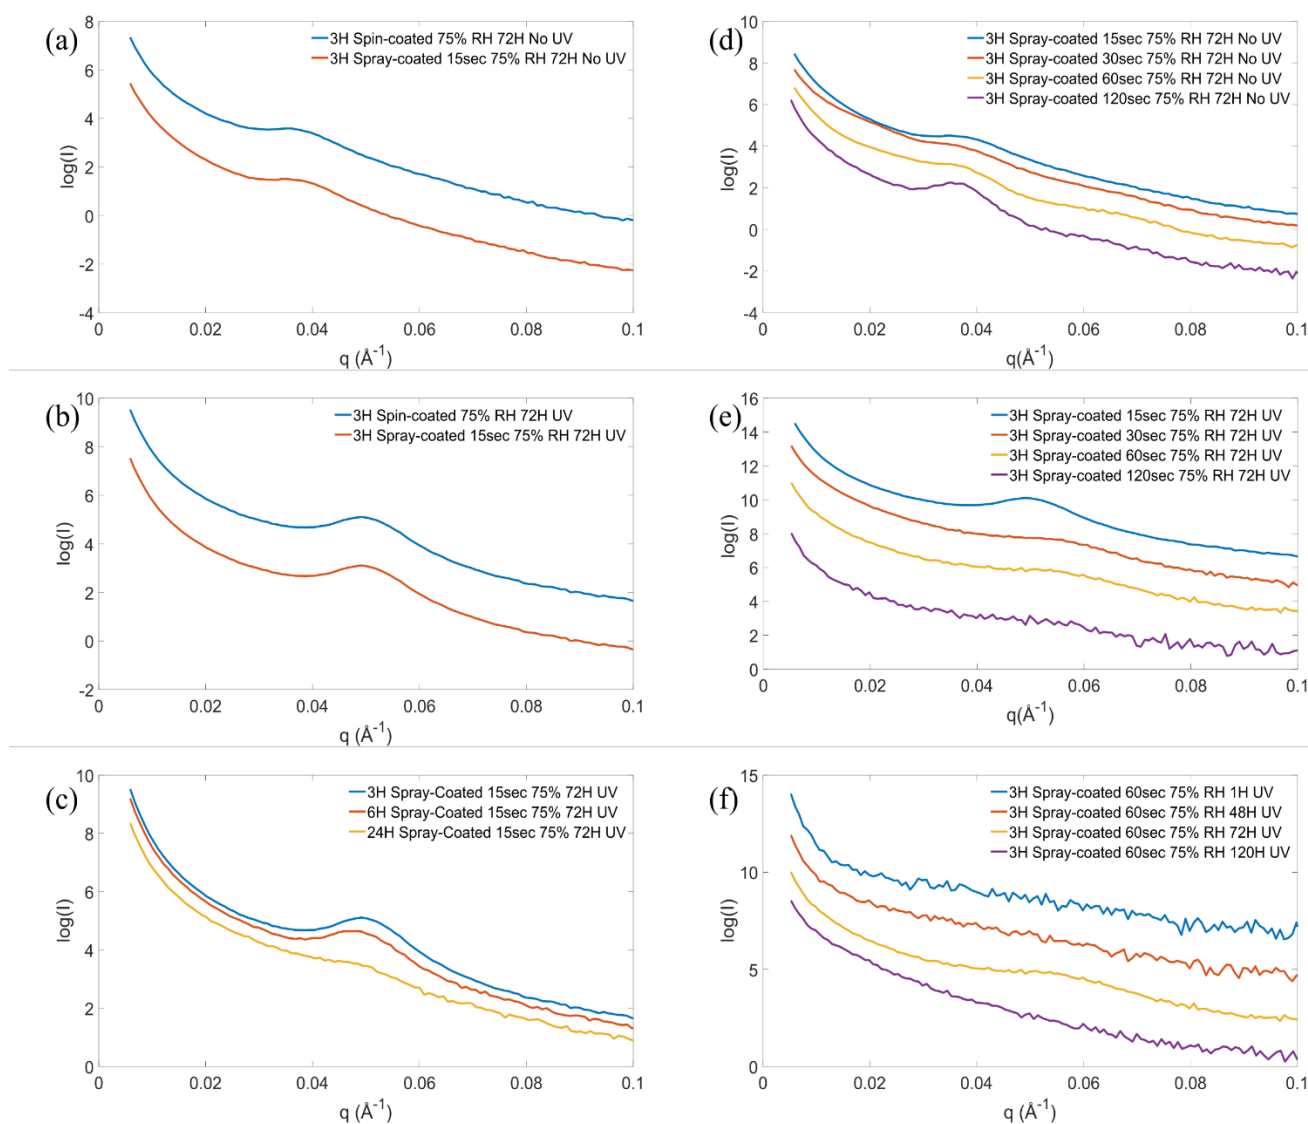 (a)
8
6
4
2
0
-2
-4
log(I)
3H Spin-coated 75% RH 72H No UV
3H Spray-coated 15sec 75% RH 72H No UV
0
0.02
0.04
0.06
0.08
0.1
q (Å-1)
(d)
10
8
6
4
2
0
-2
-4
log(I)
3H Spray-coated 15sec 75% RH 72H No UV
3H Spray-coated 30sec 75% RH 72H No UV
3H Spray-coated 60sec 75% RH 72H No UV
3H Spray-coated 120sec 75% RH 72H No UV
0
0.02
0.04
0.06
0.08
0.1
q(Å-1)
(b)
10
8
6
4
2
0
-2
log(I)
3H Spin-coated 75% RH 72H UV
3H Spray-coated 15sec 75% RH 72H UV
0
0.02
0.04
0.06
0.08
0.1
q (Å-1)
(e)
16
14
12
10
8
6
4
2
0
log(I)
3H Spray-coated 15sec 75% RH 72H UV
3H Spray-coated 30sec 75% RH 72H UV
3H Spray-coated 60sec 75% RH 72H UV
3H Spray-coated 120sec 75% RH 72H UV
0
0.02
0.04
0.06
0.08
0.1
q(Å-1)
(c)
10
8
6
4
2
0
log(I)
3H Spray-Coated 15sec 75% 72H UV
6H Spray-Coated 15sec 75% 72H UV
24H Spray-Coated 15sec 75% 72H UV
0
0.02
0.04
0.06
0.08
0.1
q (Å-1)
(f)
15
10
5
0
log(I)
3H Spray-coated 60sec 75% RH 1H UV
3H Spray-coated 60sec 75% RH 48H UV
3H Spray-coated 60sec 75% RH 72H UV
3H Spray-coated 60sec 75% RH 120H UV
0
0.02
0.04
0.06
0.08
0.1
q (Å-1)